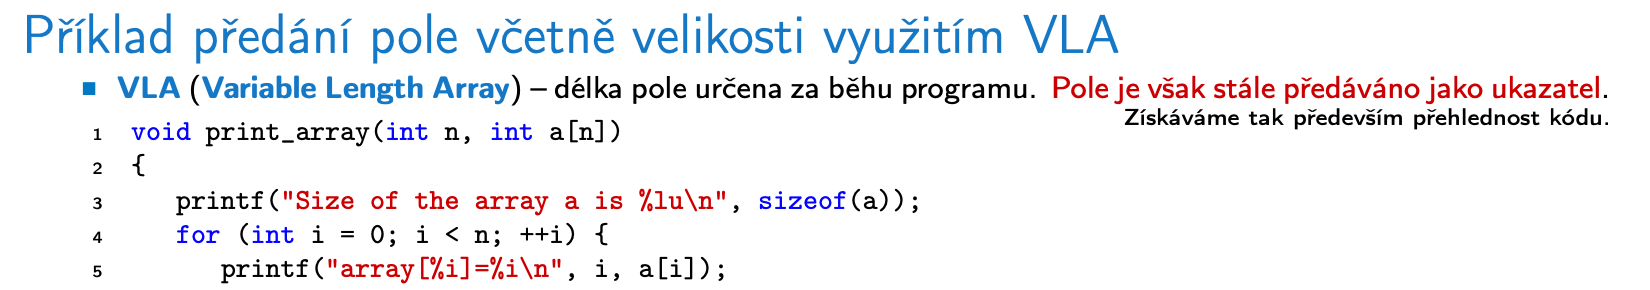 Příklad předání pole včetně velikosti využitím VLA
VLA (Variable Length Array) – délka pole určena za běhu programu. Pole je však stále předáváno jako ukazatel.
Získáváme tak především přehlednost kódu.
1 void print_array(int n, int a[n])
2 {
3 printf("Size of the array a is %lu\n", sizeof(a));
4 for (int i = 0; i < n; ++i) {
5 printf("array[%i]=%i\n", i, a[i]);